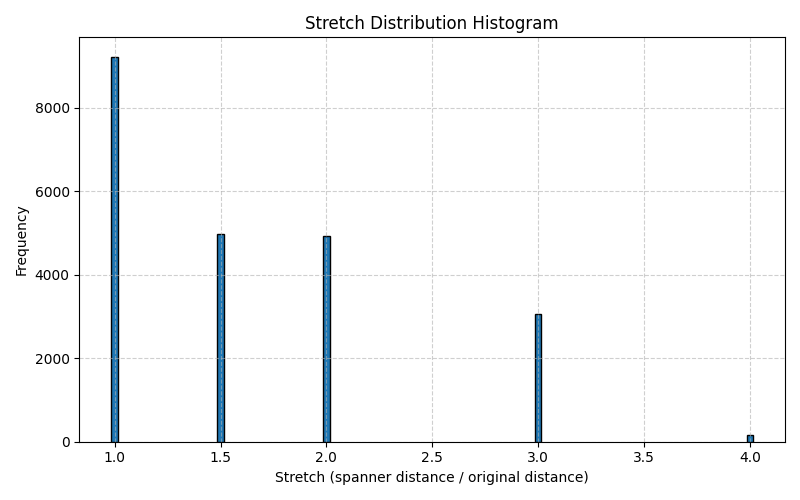 Stretch Distribution Histogram
Frequency
8000
6000
4000
2000
0
1.0 1.5 2.0 2.5 3.0 3.5 4.0
Stretch (spanner distance / original distance)